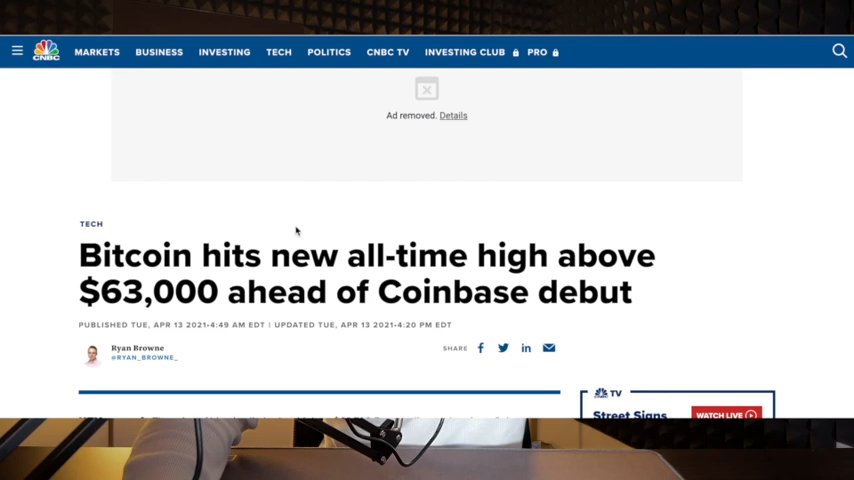 CNBC
MARKETS BUSINESS INVESTING TECH POLITICS CNBC TV INVESTING CLUB PRO
Ad removed. Details
TECH
Bitcoin hits new all-time high above
$63,000 ahead of Coinbase debut
PUBLISHED TUE, APR 13 2021•4:49 AM EDT | UPDATED TUE, APR 13 2021•4:20 PM EDT
Ryan Browne
@RYAN_BROWNE_
SHARE
TV
Street Signs
WATCH LIVE